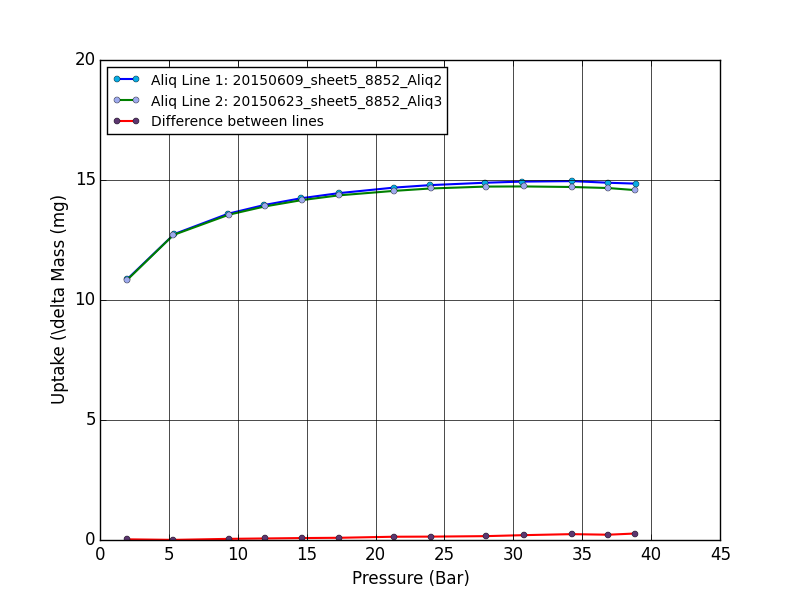 20
Aliq Line 1: 20150609_sheet5_8852_Aliq2
Aliq Line 2: 20150623_sheet5_8852_Aliq3
Difference between lines
15
10
5
0
Uptake (\delta Mass (mg)
0 5 10 15 20 25 30 35 40 45
Pressure (Bar)